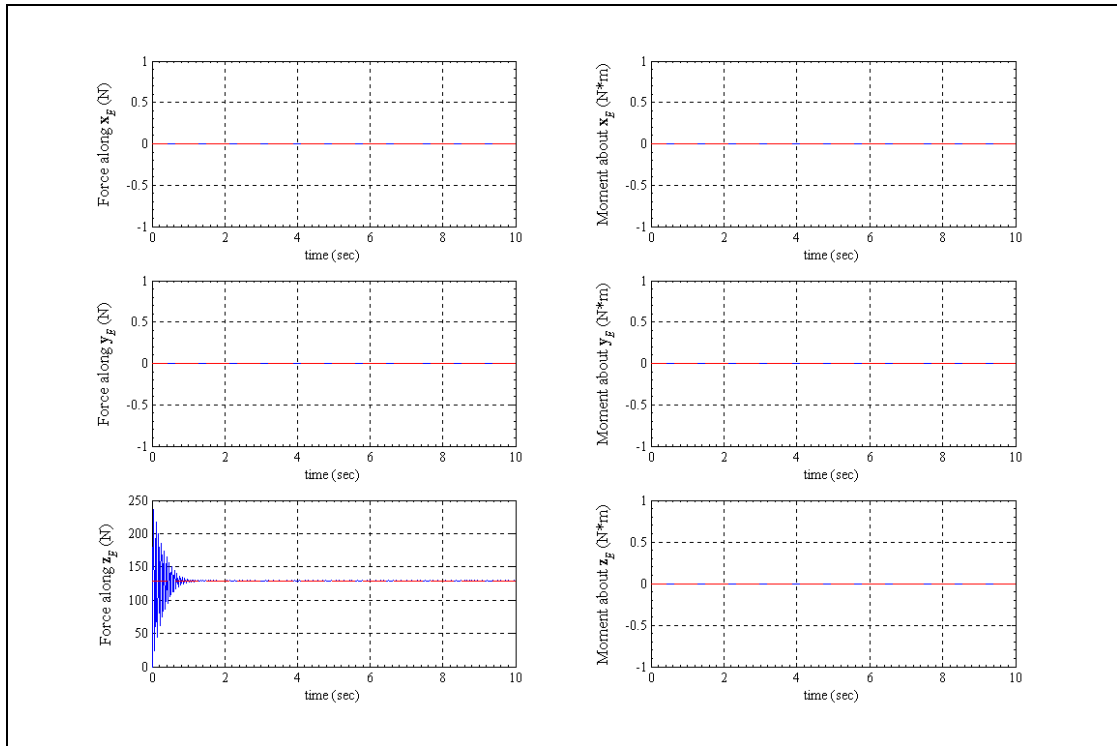 Force along x_E (N)
1
0.5
0
-0.5
-1
0 2 4 6 8 10
time (sec)
Moment about x_E (N*m)
1
0.5
0
-0.5
-1
0 2 4 6 8 10
time (sec)
Force along y_E (N)
1
0.5
0
-0.5
-1
0 2 4 6 8 10
time (sec)
Moment about y_E (N*m)
1
0.5
0
-0.5
-1
0 2 4 6 8 10
time (sec)
Force along z_E (N)
250
200
150
100
50
0
0 2 4 6 8 10
time (sec)
Moment about z_E (N*m)
1
0.5
0
-0.5
-1
0 2 4 6 8 10
time (sec)